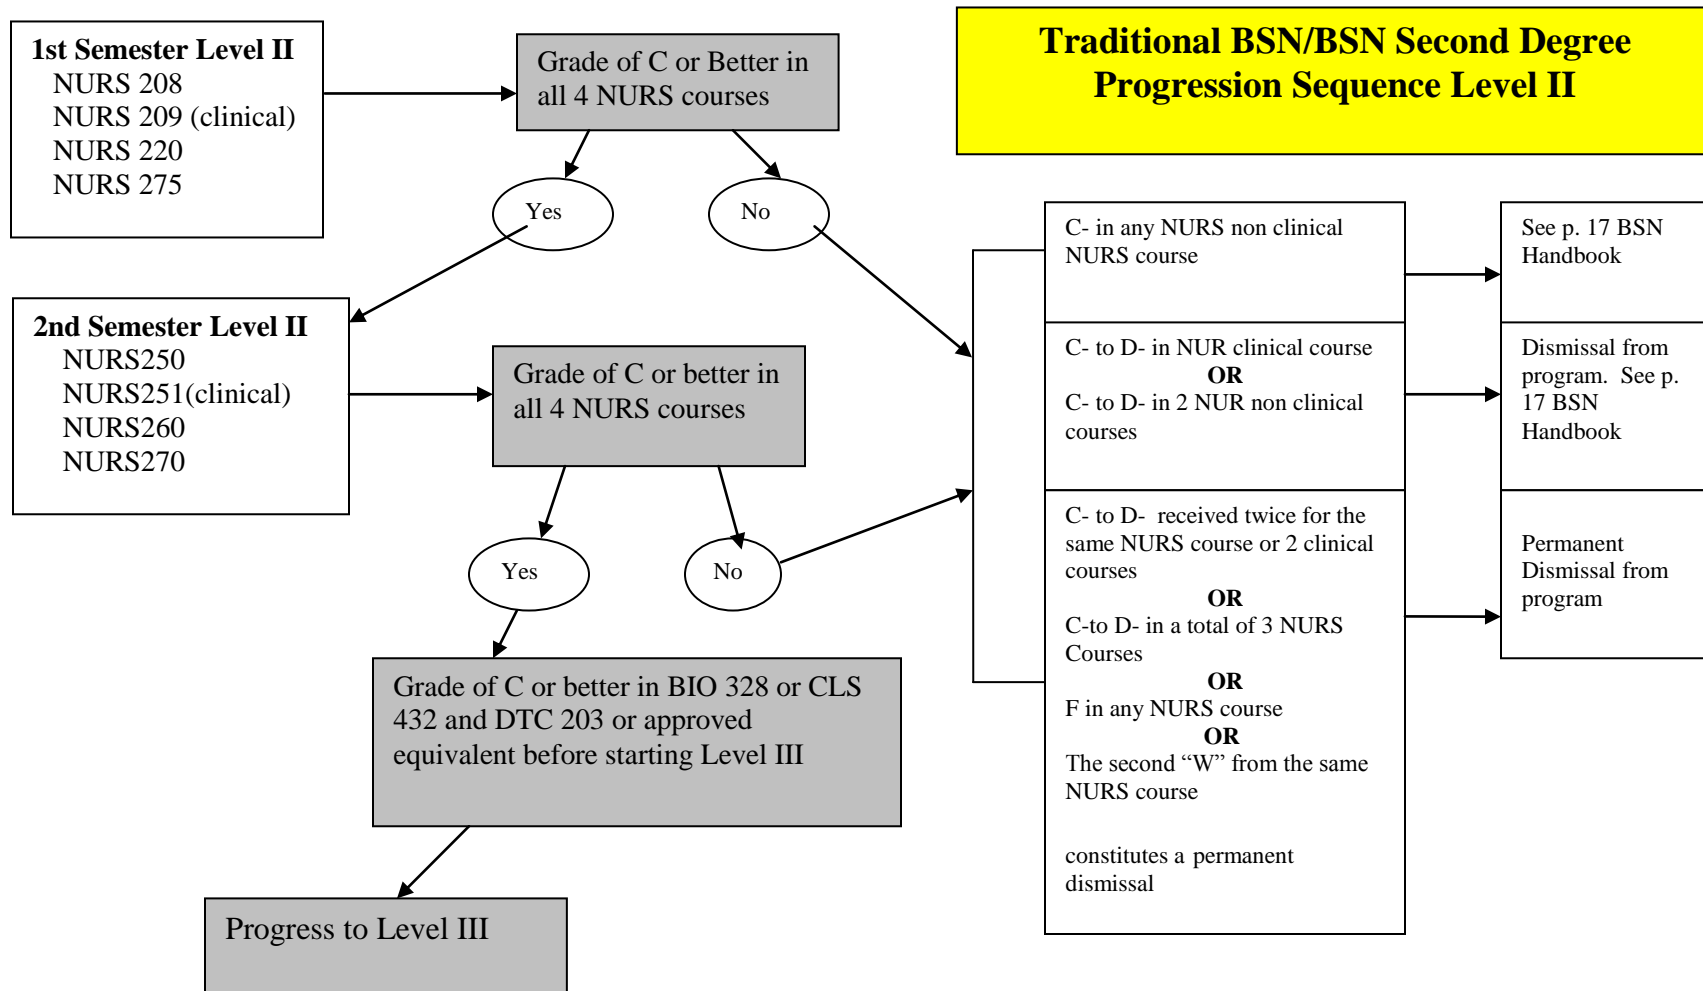 Traditional BSN/BSN Second Degree
Progression Sequence Level II
1st Semester Level II
NURS 208
NURS 209 (clinical)
NURS 220
NURS 275
Grade of C or Better in
all 4 NURS courses
Yes
No
2nd Semester Level II
NURS250
NURS251(clinical)
NURS260
NURS270
Grade of C or better in
all 4 NURS courses
Yes
No
Grade of C or better in BIO 328 or CLS
432 and DTC 203 or approved
equivalent before starting Level III
Progress to Level III
C- in any NURS non clinical
NURS course
See p. 17 BSN
Handbook
C- to D- in NUR clinical course
OR
C- to D- in 2 NUR non clinical
courses
Dismissal from
program. See p.
17 BSN
Handbook
C- to D- received twice for the
same NURS course or 2 clinical
courses
OR
C-to D- in a total of 3 NURS
Courses
OR
F in any NURS course
OR
The second “W” from the same
NURS course
constitutes a permanent
dismissal
Permanent
Dismissal from
program